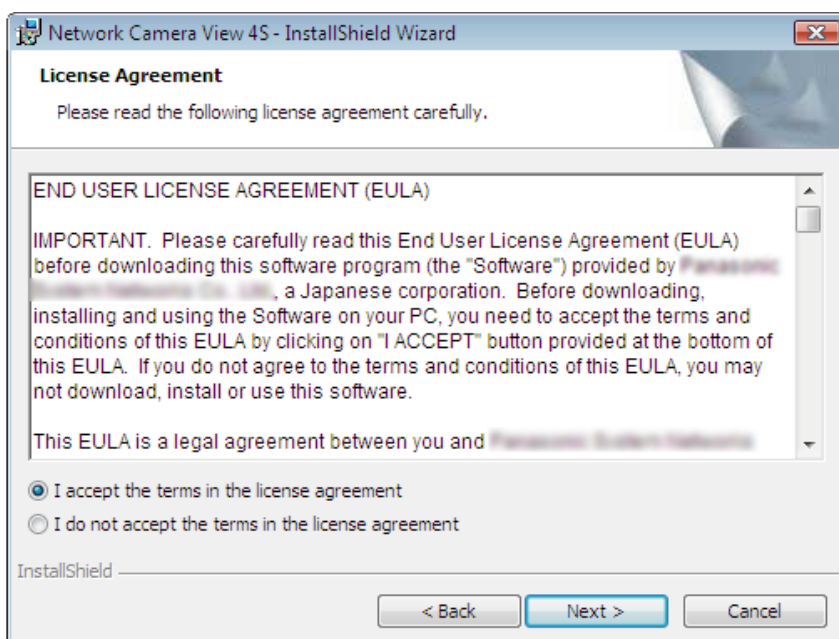 Network Camera View 4S - InstallShield Wizard
License Agreement
Please read the following license agreement carefully.
END USER LICENSE AGREEMENT (EULA)
IMPORTANT.  Please carefully read this End User License Agreement (EULA)
before downloading this software program (the "Software") provided by
, a Japanese corporation.  Before downloading,
installing and using the Software on your PC, you need to accept the terms and
conditions of this EULA by clicking on "I ACCEPT" button provided at the bottom of
this EULA.  If you do not agree to the terms and conditions of this EULA, you may
not download, install or use this software.
This EULA is a legal agreement between you and
I accept the terms in the license agreement
I do not accept the terms in the license agreement
InstallShield
< Back
Next >
Cancel